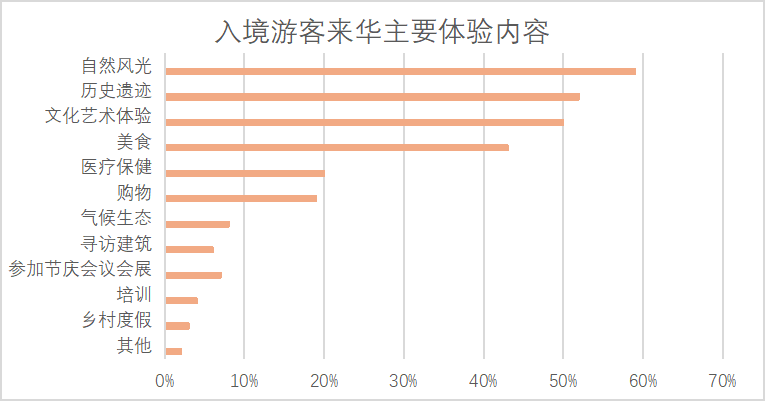 入境游客来华主要体验内容
自然风光
历史遗迹
文化艺术体验
美食
医疗保健
购物
气候生态
寻访建筑
参加节庆会议会展
培训
乡村度假
其他
0% 10% 20% 30% 40% 50% 60% 70%